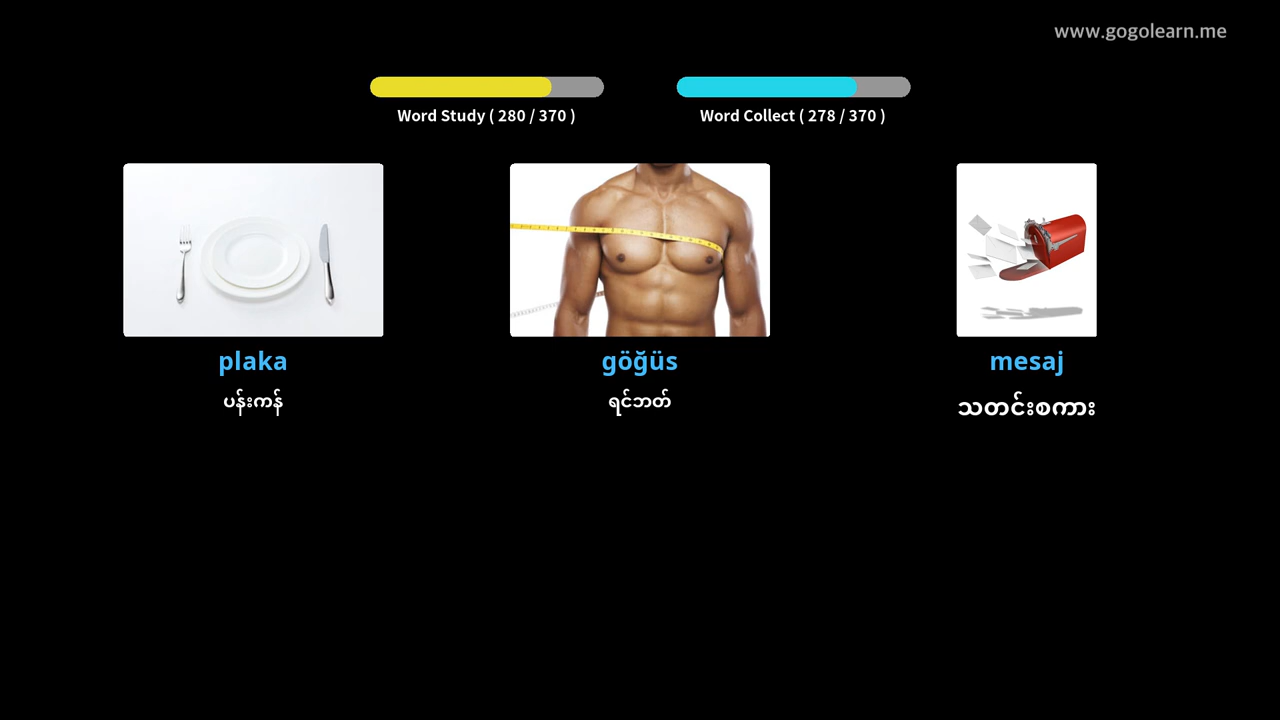 www.gogolearn.me
Word Study ( 280 / 370 )
Word Collect ( 278 / 370 )
plaka
göğüs
mesaj
ပန်းကန်
ရင်ဘတ်
သတင်းစကား